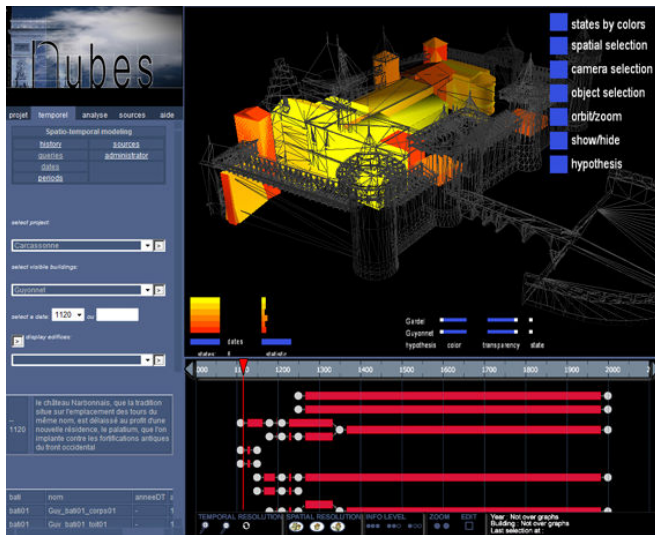 nubes
projet temporel analyse sources aide
Spatio-temporal modeling
history sources
queries administrator
dates
periods
select project:
Carcassonne
select visible buildings:
Guyonnet
select a date: 1120 ou
display edifices:
-- 1120
le château Narbonnais, que la tradition
situe sur l'emplacement des tours du
même nom, est délaissé au profit d'une
nouvelle résidence, le palatium, que l'on
implante contre les fortifications antiques
du front occidental
bati nom annexDT
bati01 Guy_bati01_corps01 -
bati01 Guy_bati01_toit01 -
states by colors
spatial selection
camera selection
object selection
orbit/zoom
show/hide
hypothesis
dates
states: 6
Gardel
Guyonnet
hypothesis color transparency state
1000 1100 1200 1300 1400 1500 1600 1700 1800 1900 2000
TEMPORAL RESOLUTION SPATIAL RESOLUTION INFO LEVEL ZOOM EDIT
Year : Not over graphs
Building : Not over graphs
Last selection at :